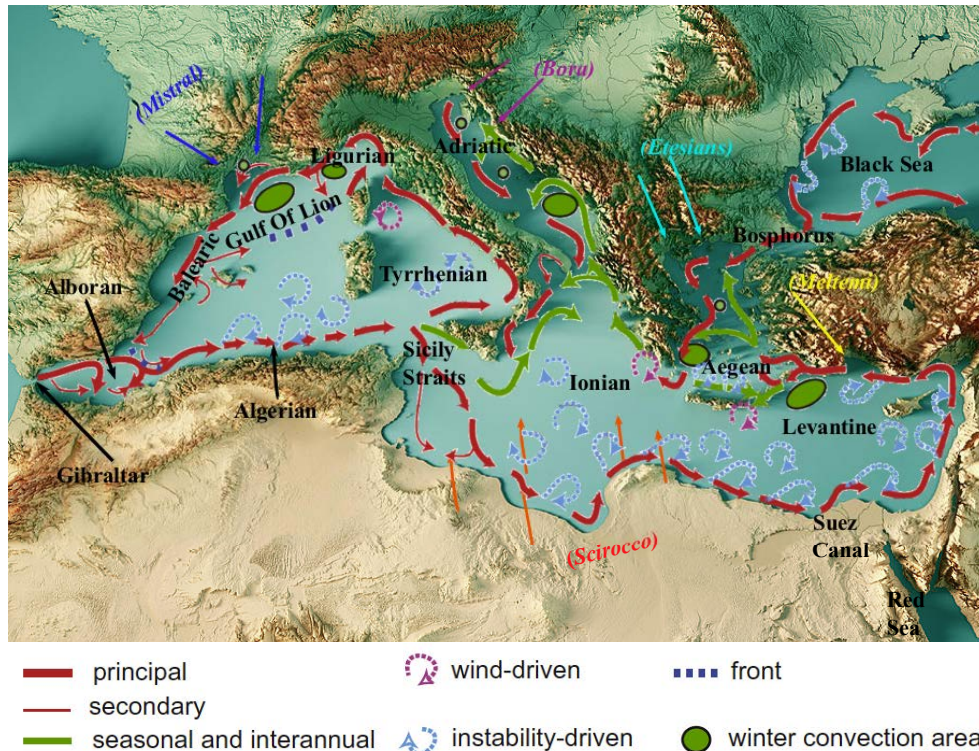 (Mistral)
(Bora)
Ligurian
Adriatic
(Etesians)
Black Sea
Gulf Of Lion
Balearic
Bosphorus
Alboran
Tyrrhenian
(Meltemi)
Sicily
Straits
Ionian
Aegean
Algerian
Levantine
Gibraltar
Suez
Canal
(Scirocco)
Red
Sea
principal
wind-driven
front
secondary
seasonal and interannual
instability-driven
winter convection area